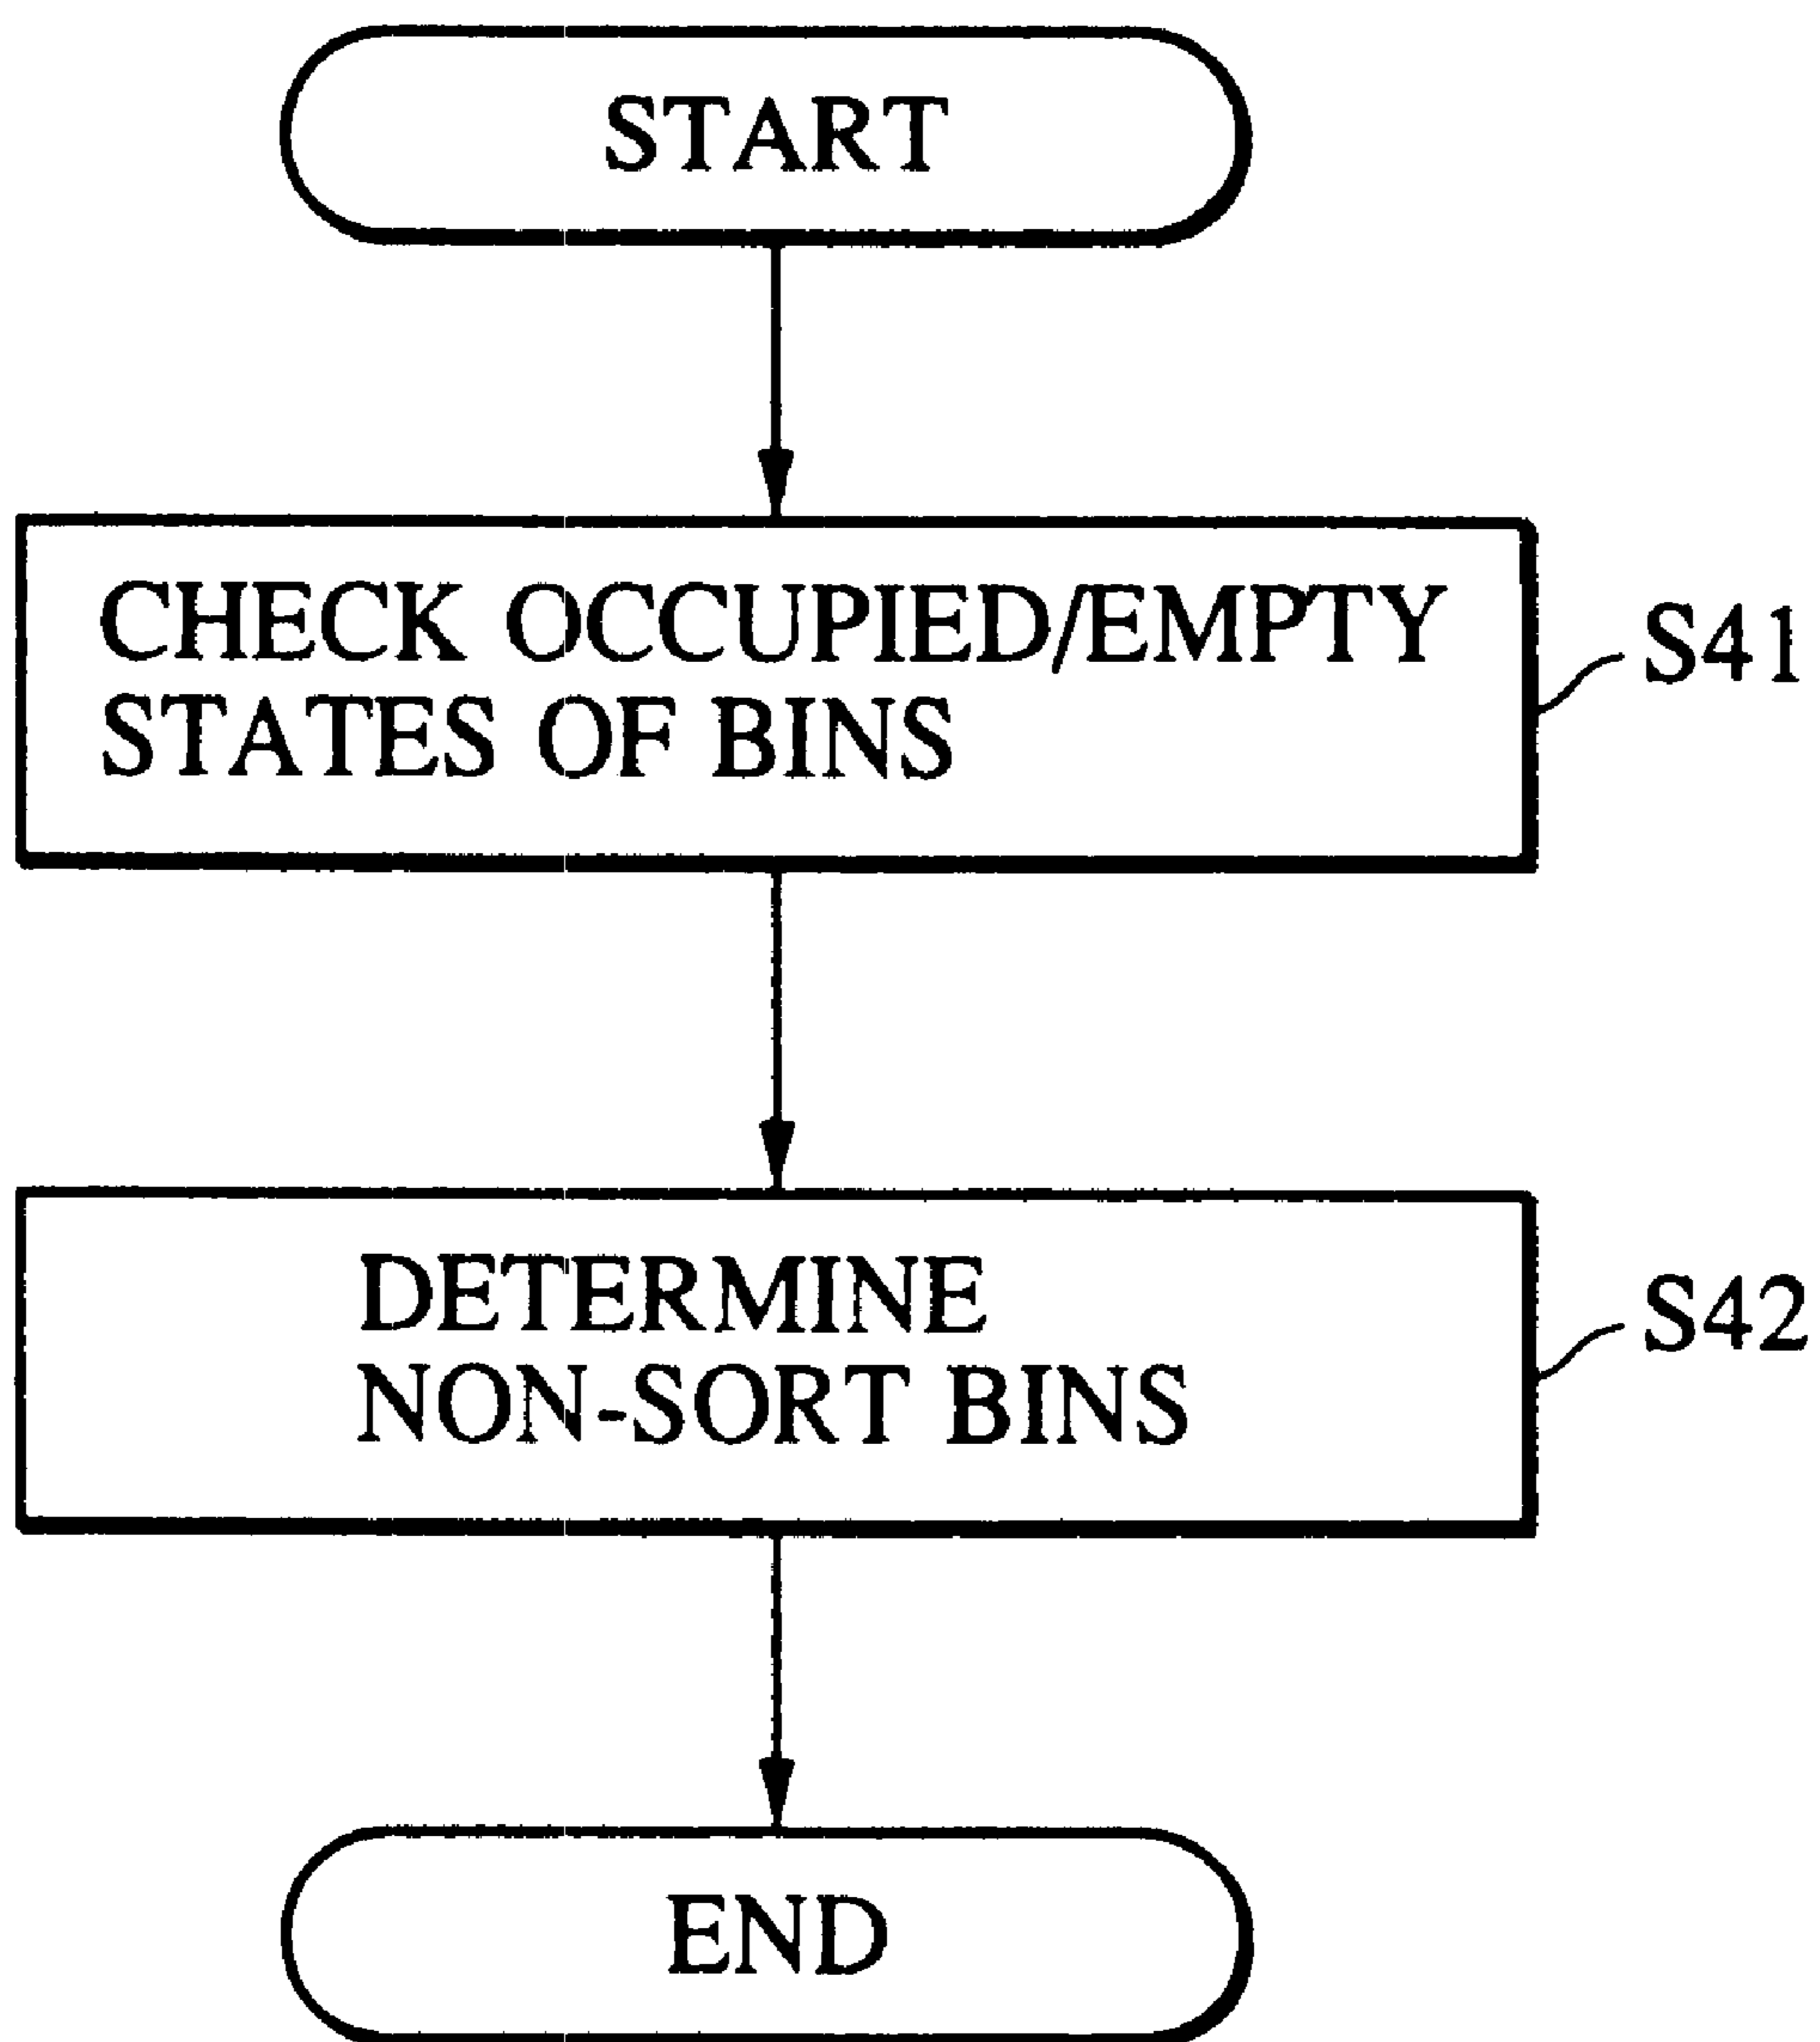 START
CHECK OCCUPIED/EMPTY
STATES OF BINS
S41
DETERMINE
NON-SORT BINS
S42
END